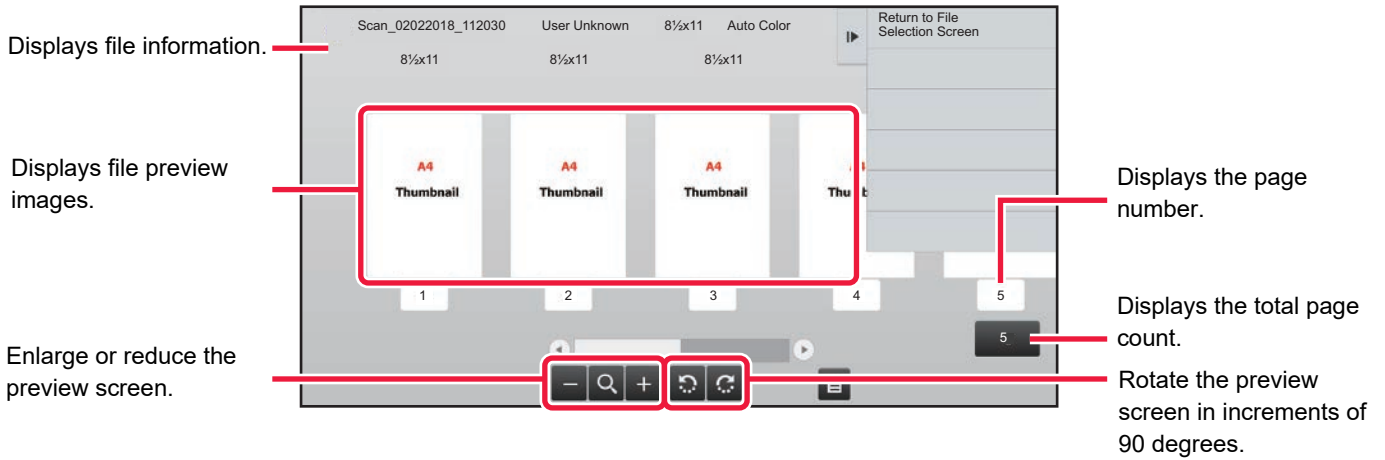 Scan_02022018_112030 User Unknown 8½x11 Auto Color
Return to File
Selection Screen
Displays file information.
8½x11 8½x11 8½x11
Displays file preview
images.
A4
Thumbnail
A4
Thumbnail
A4
Thumbnail
Thu
Displays the page
number.
1 2 3 4 5
Displays the total page
count.
5
Enlarge or reduce the
preview screen.
Rotate the preview
screen in increments of
90 degrees.